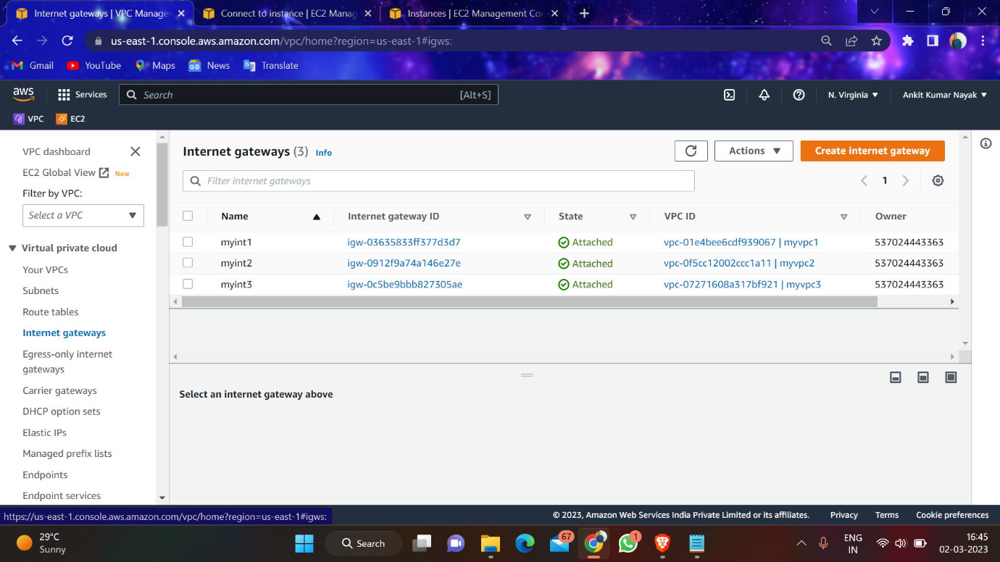 Internet gateways | VPC Manager
Connect to instance | EC2 Manag
Instances | EC2 Management Con
us-east-1.console.aws.amazon.com/vpc/home?region=us-east-1#igws:
Gmail YouTube Maps News Translate
aws Services Search [Alt+S] N. Virginia Ankit Kumar Nayak
VPC EC2
VPC dashboard
EC2 Global View New
Filter by VPC:
Select a VPC
Virtual private cloud
Your VPCs
Subnets
Route tables
Internet gateways
Egress-only internet
gateways
Carrier gateways
DHCP option sets
Elastic IPs
Managed prefix lists
Endpoints
Endpoint services
Internet gateways (3) Info
Actions Create internet gateway
Filter internet gateways 1
Name Internet gateway ID State VPC ID Owner
myint1 igw-03635833ff377d3d7 Attached vpc-01e4bee6cdf939067 | myvpc1 537024443363
myint2 igw-0912f9a74a146e27e Attached vpc-0f5cc12002ccc1a11 | myvpc2 537024443363
myint3 igw-0c5be9bbb827305ae Attached vpc-07271608a317bf921 | myvpc3 537024443363
Select an internet gateway above
https://us-east-1.console.aws.amazon.com/vpc/home?region=us-east-1#igws:
© 2023, Amazon Web Services India Private Limited or its affiliates. Privacy Terms Cookie preferences
29°C
Sunny
Search
67
1
ENG
IN
16:45
02-03-2023